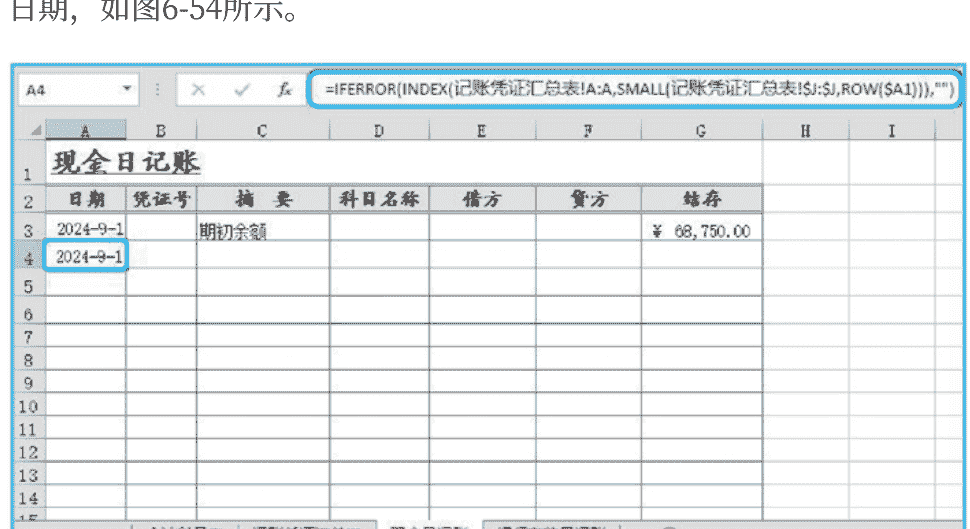 日期，如图6-54所示。
A4 fx =IFERROR(INDEX(记账凭证汇总表!A:A,SMALL(记账凭证汇总表!$J:$J,ROW($A1))),"")
A B C D E F G H I
1 现金日记账
2 日期 凭证号 摘 要 科目名称 借方 贷方 结存
3 2024-9-1 期初余额 ¥ 68,750.00
4 2024-9-1
5
6
7
8
9
10
11
12
13
14
15